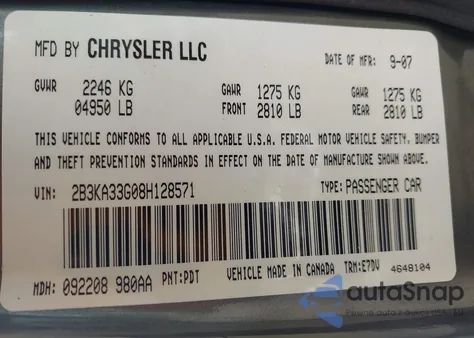 MFD BY CHRYSLER LLC DATE OF MFR: 9-07
GVWR 2246 KG GAWR 1275 KG GAWR 1275 KG
04950 LB FRONT 2810 LB REAR 2810 LB
THIS VEHICLE CONFORMS TO ALL APPLICABLE U.S.A. FEDERAL MOTOR VEHICLE SAFETY, BUMPER
AND THEFT PREVENTION STANDARDS IN EFFECT ON THE DATE OF MANUFACTURE SHOWN ABOVE.
VIN: 2B3KA33G08H128571 TYPE: PASSENGER CAR
MDH: 092208 980AA PNT:PDT VEHICLE MADE IN CANADA TRM:E7DV 4648104
autoSnap